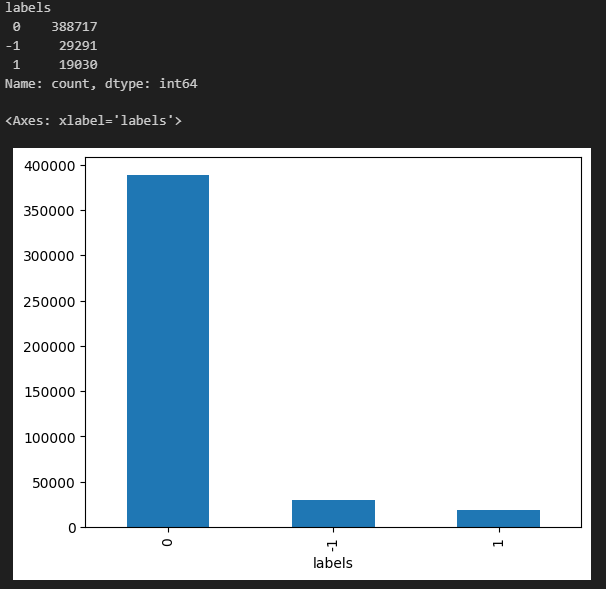 labels
 0    388717
-1     29291
 1     19030
Name: count, dtype: int64
<Axes: xlabel='labels'>
400000
350000
300000
250000
200000
150000
100000
50000
0
0 -1 1
labels